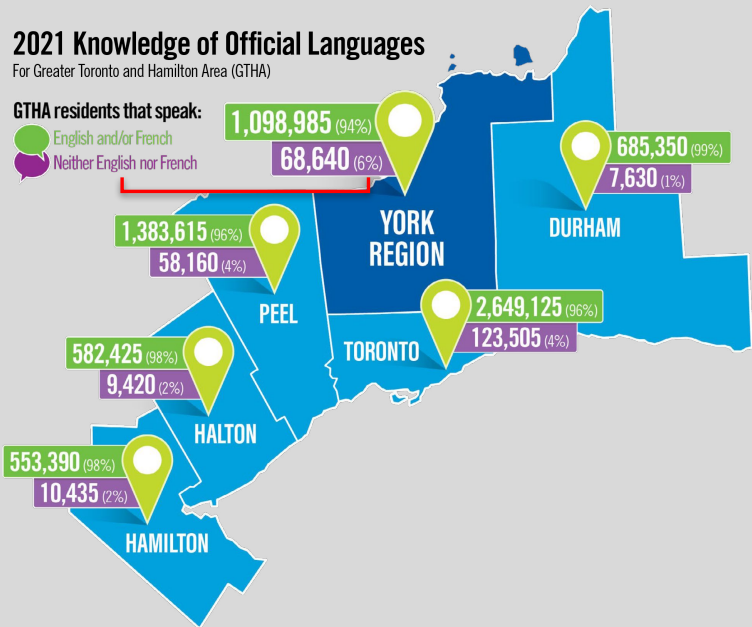 2021 Knowledge of Official Languages
For Greater Toronto and Hamilton Area (GTHA)
GTHA residents that speak:
English and/or French
Neither English nor French
1,098,985 (94%)
68,640 (6%)
YORK
REGION
685,350 (99%)
7,630 (1%)
DURHAM
1,383,615 (96%)
58,160 (4%)
PEEL
2,649,125 (96%)
123,505 (4%)
TORONTO
582,425 (98%)
9,420 (2%)
HALTON
553,390 (98%)
10,435 (2%)
HAMILTON